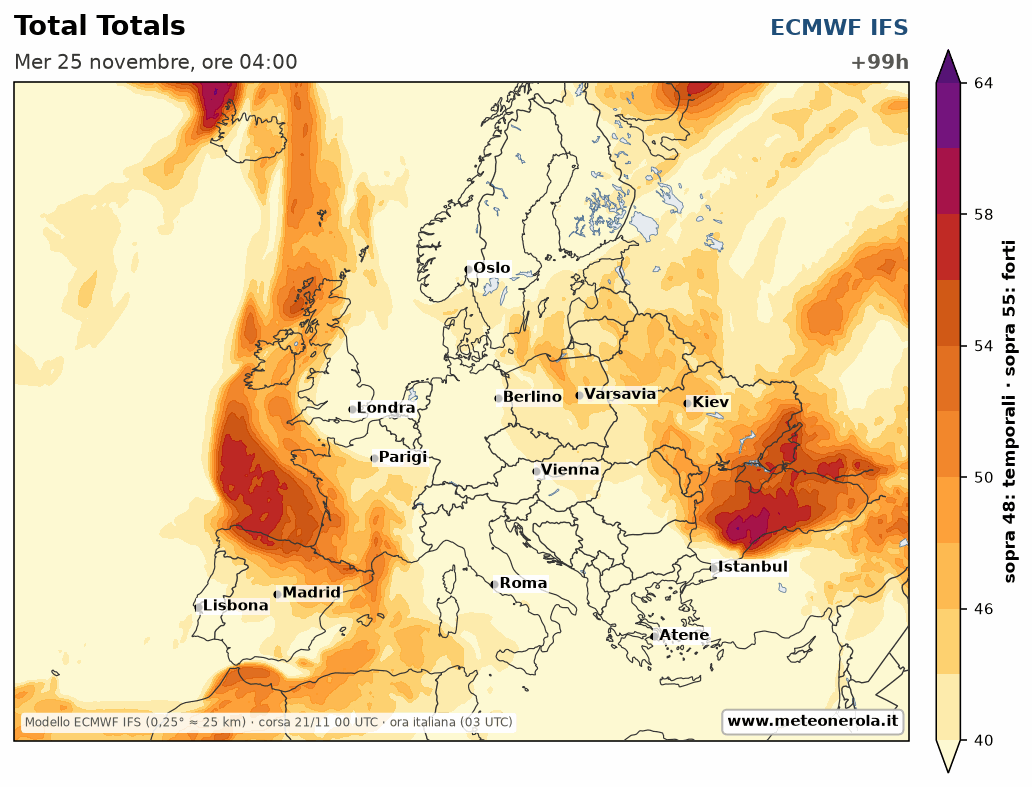 Total Totals
ECMWF IFS
Mer 25 novembre, ore 04:00
+99h
64
58
54
50
46
40
sopra 48: temporali · sopra 55: forti
Oslo
Londra
Berlino
Varsavia
Kiev
Parigi
Vienna
Istanbul
Roma
Madrid
Lisbona
Atene
Modello ECMWF IFS (0,25° ≈ 25 km) · corsa 21/11 00 UTC · ora italiana (03 UTC)
www.meteonerola.it